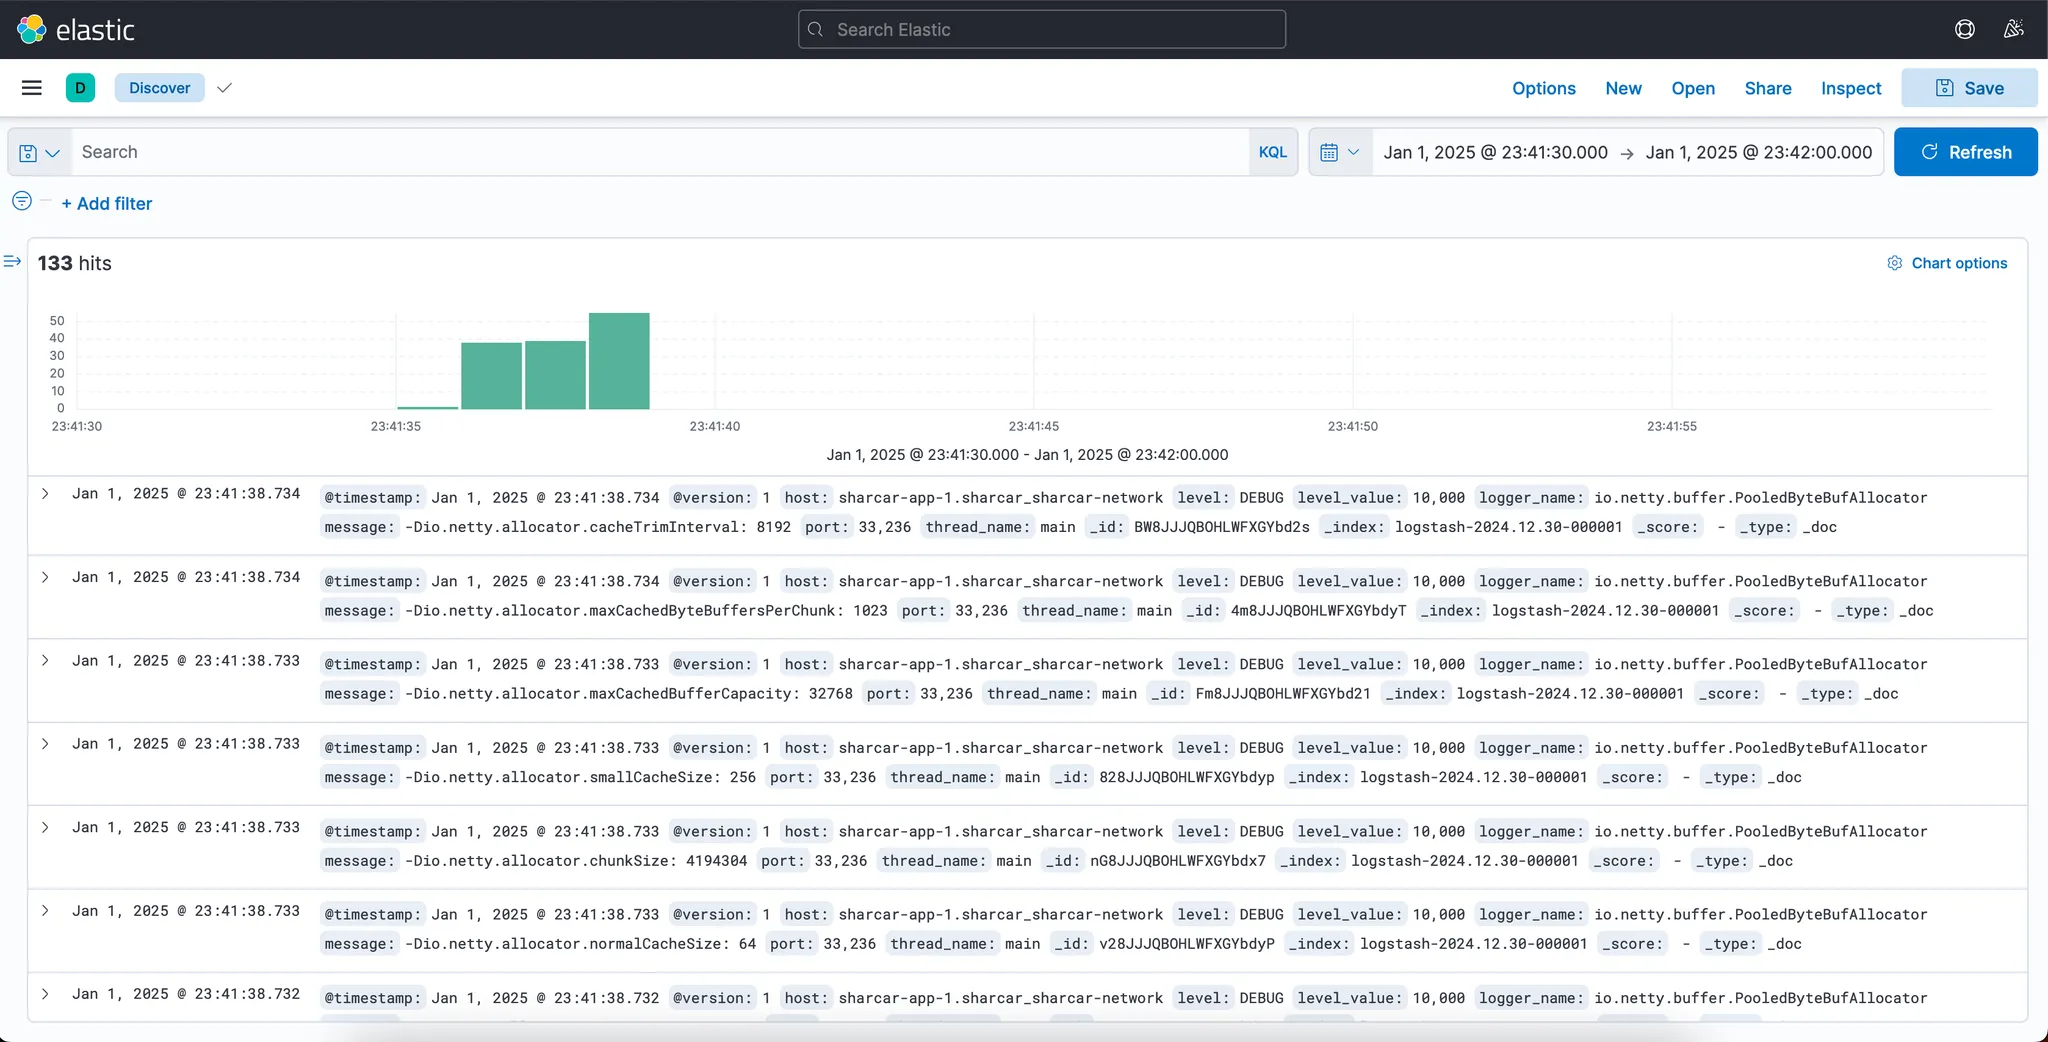 elastic
Search Elastic
D Discover Options New Open Share Inspect Save
Search KQL Jan 1, 2025 @ 23:41:30.000 → Jan 1, 2025 @ 23:42:00.000 Refresh
+ Add filter
133 hits Chart options
50
40
30
20
10
0
23:41:30 23:41:35 23:41:40 23:41:45 23:41:50 23:41:55
Jan 1, 2025 @ 23:41:30.000 - Jan 1, 2025 @ 23:42:00.000
Jan 1, 2025 @ 23:41:38.734 @timestamp: Jan 1, 2025 @ 23:41:38.734 @version: 1 host: sharcar-app-1.sharcar_sharcar-network level: DEBUG level_value: 10,000 logger_name: io.netty.buffer.PooledByteBufAllocator
message: -Dio.netty.allocator.cacheTrimInterval: 8192 port: 33,236 thread_name: main _id: BW8JJJQBOHLWFXGYbd2s _index: logstash-2024.12.30-000001 _score: - _type: _doc
Jan 1, 2025 @ 23:41:38.734 @timestamp: Jan 1, 2025 @ 23:41:38.734 @version: 1 host: sharcar-app-1.sharcar_sharcar-network level: DEBUG level_value: 10,000 logger_name: io.netty.buffer.PooledByteBufAllocator
message: -Dio.netty.allocator.maxCachedByteBuffersPerChunk: 1023 port: 33,236 thread_name: main _id: 4m8JJJQBOHLWFXGYbdyT _index: logstash-2024.12.30-000001 _score: - _type: _doc
Jan 1, 2025 @ 23:41:38.733 @timestamp: Jan 1, 2025 @ 23:41:38.733 @version: 1 host: sharcar-app-1.sharcar_sharcar-network level: DEBUG level_value: 10,000 logger_name: io.netty.buffer.PooledByteBufAllocator
message: -Dio.netty.allocator.maxCachedBufferCapacity: 32768 port: 33,236 thread_name: main _id: Fm8JJJQBOHLWFXGYbd21 _index: logstash-2024.12.30-000001 _score: - _type: _doc
Jan 1, 2025 @ 23:41:38.733 @timestamp: Jan 1, 2025 @ 23:41:38.733 @version: 1 host: sharcar-app-1.sharcar_sharcar-network level: DEBUG level_value: 10,000 logger_name: io.netty.buffer.PooledByteBufAllocator
message: -Dio.netty.allocator.smallCacheSize: 256 port: 33,236 thread_name: main _id: 828JJJQBOHLWFXGYbdyp _index: logstash-2024.12.30-000001 _score: - _type: _doc
Jan 1, 2025 @ 23:41:38.733 @timestamp: Jan 1, 2025 @ 23:41:38.733 @version: 1 host: sharcar-app-1.sharcar_sharcar-network level: DEBUG level_value: 10,000 logger_name: io.netty.buffer.PooledByteBufAllocator
message: -Dio.netty.allocator.chunkSize: 4194304 port: 33,236 thread_name: main _id: nG8JJJQBOHLWFXGYbdx7 _index: logstash-2024.12.30-000001 _score: - _type: _doc
Jan 1, 2025 @ 23:41:38.733 @timestamp: Jan 1, 2025 @ 23:41:38.733 @version: 1 host: sharcar-app-1.sharcar_sharcar-network level: DEBUG level_value: 10,000 logger_name: io.netty.buffer.PooledByteBufAllocator
message: -Dio.netty.allocator.normalCacheSize: 64 port: 33,236 thread_name: main _id: v28JJJQBOHLWFXGYbdyP _index: logstash-2024.12.30-000001 _score: - _type: _doc
Jan 1, 2025 @ 23:41:38.732 @timestamp: Jan 1, 2025 @ 23:41:38.732 @version: 1 host: sharcar-app-1.sharcar_sharcar-network level: DEBUG level_value: 10,000 logger_name: io.netty.buffer.PooledByteBufAllocator